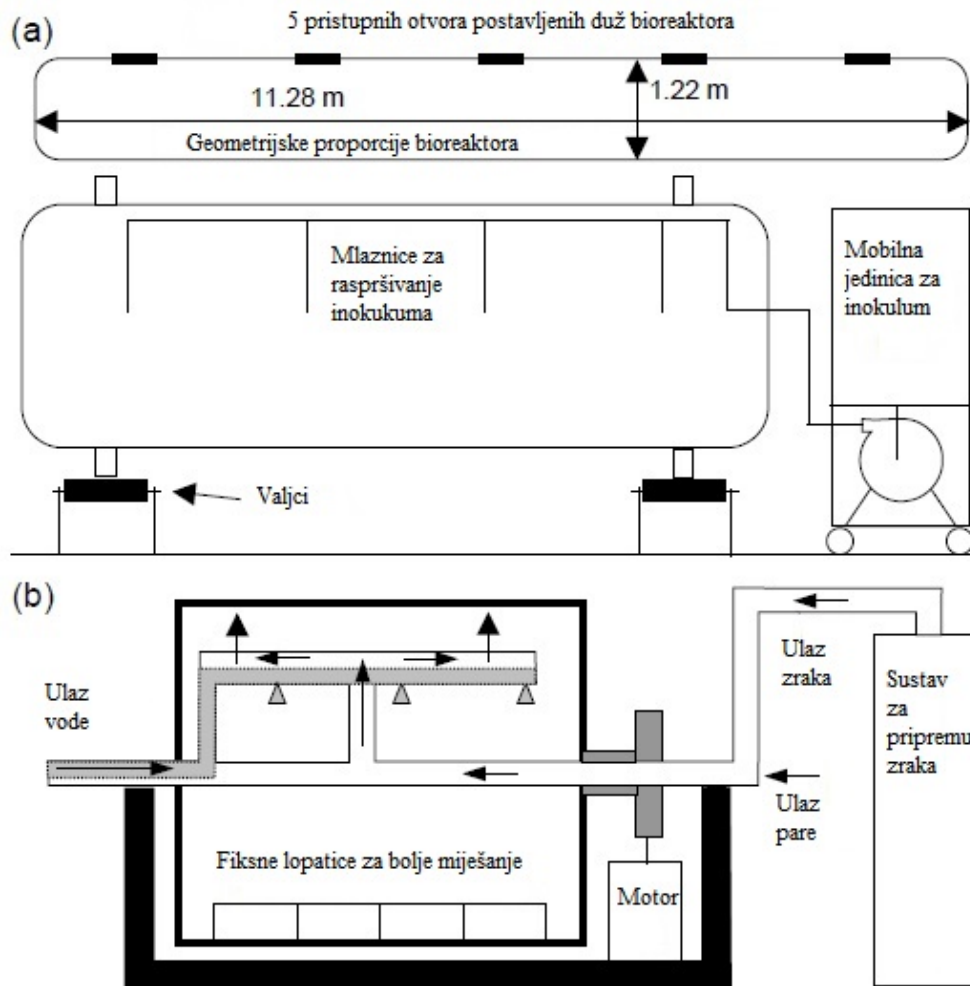 (a)
5 pristupnih otvora postavljenih duž bioreaktora
11.28 m
1.22 m
Geometrijske proporcije bioreaktora
Mlaznice za
raspršivanje
inokukuma
Mobilna
jedinica za
inokulum
Valjci
(b)
Ulaz
vode
Ulaz
zraka
Sustav
za
pripremu
zraka
Ulaz
pare
Fiksne lopatice za bolje miješanje
Motor